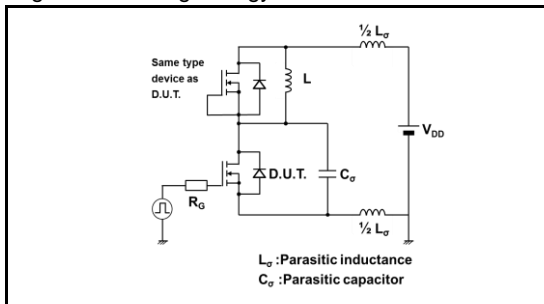 ½ Lσ
Same type
device as
D.U.T.
L
VDD
D.U.T.
Cσ
RG
½ Lσ
Lσ :Parasitic inductance
Cσ :Parasitic capacitor